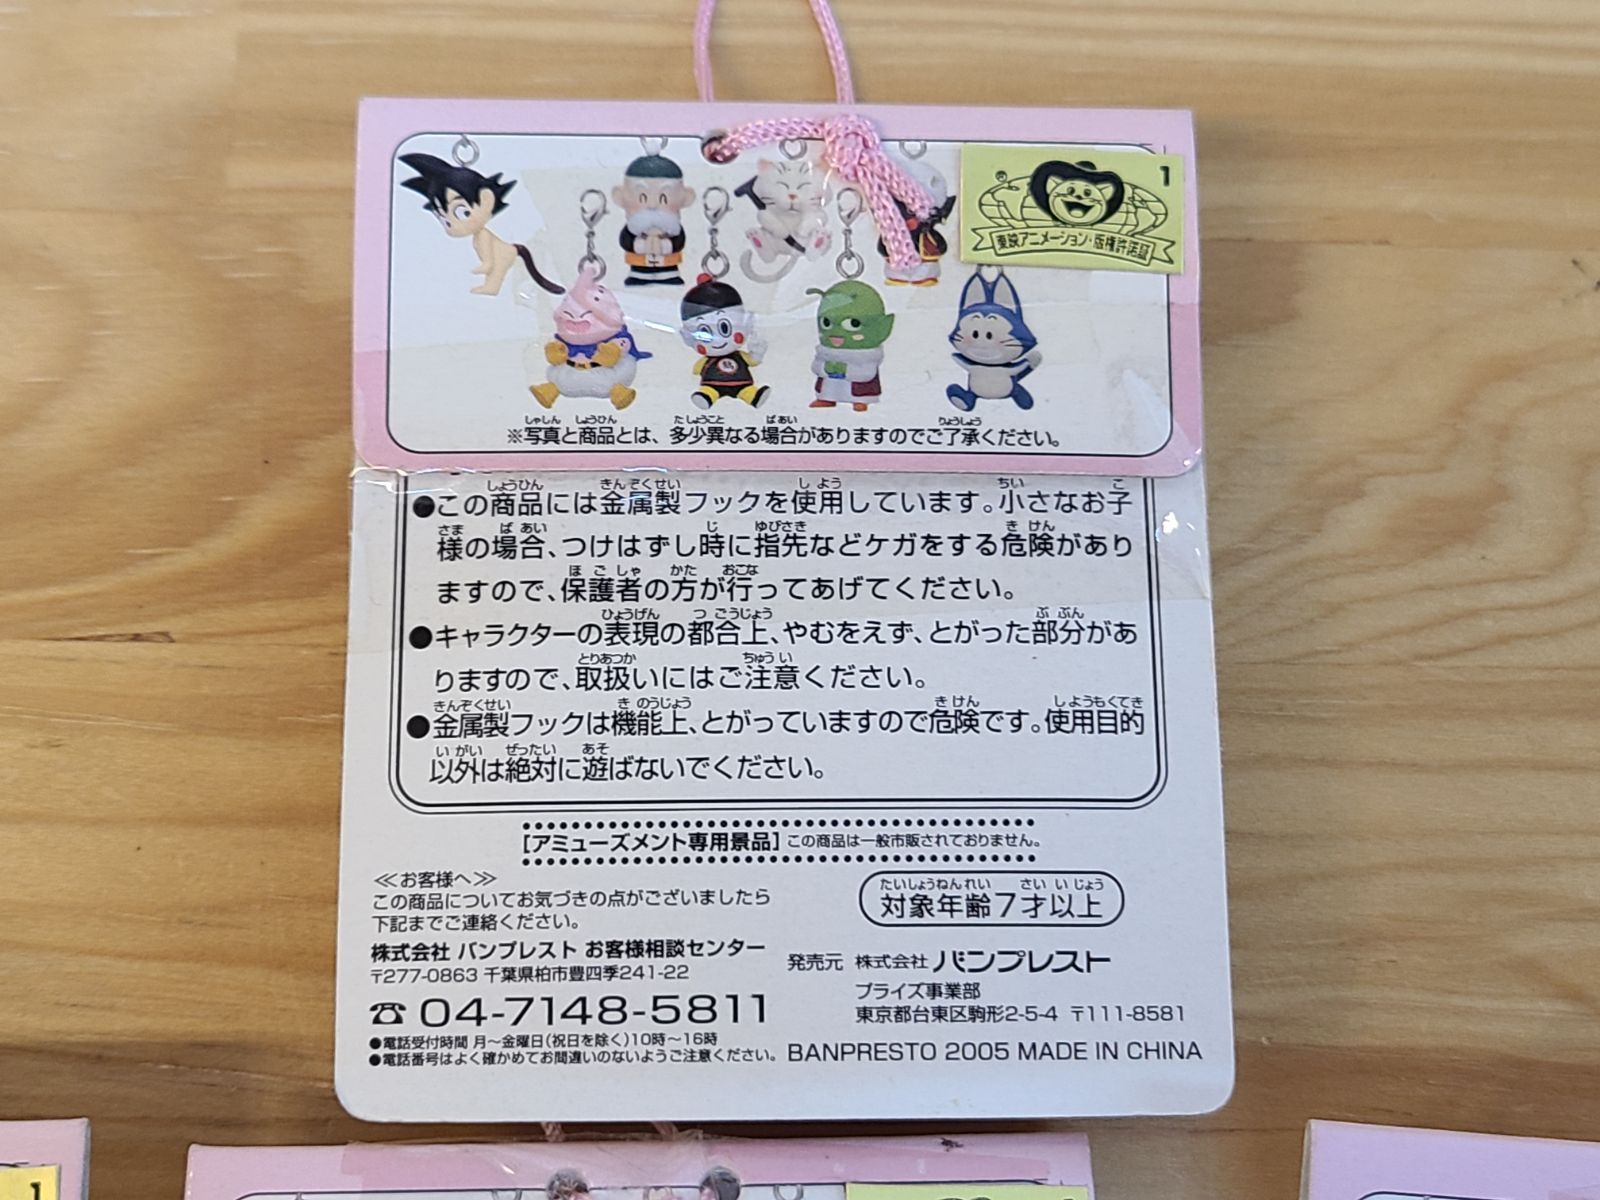 1
東映アニメーション・版権許諾証
※写真と商品とは、多少異なる場合がありますのでご了承ください。
●この商品には金属製フックを使用しています。小さなお子
様の場合、つけはずし時に指先などケガをする危険があり
ますので、保護者の方が行ってあげてください。
●キャラクターの表現の都合上、やむをえず、とがった部分があ
りますので、取扱いにはご注意ください。
●金属製フックは機能上、とがっていますので危険です。使用目的
以外は絶対に遊ばないでください。
[アミューズメント専用景品] この商品は一般市販されておりません。
≪お客様へ≫
この商品についてお気づきの点がございましたら
下記までご連絡ください。
株式会社 バンプレスト お客様相談センター
〒277-0863 千葉県柏市豊四季241-22
☎04-7148-5811
●電話受付時間 月～金曜日(祝日を除く)10時～16時
●電話番号はよく確かめてお間違いのないようご注意ください。
対象年齢7才以上
発売元 株式会社 バンプレスト
プライズ事業部
東京都台東区駒形2-5-4 〒111-8581
BANPRESTO 2005 MADE IN CHINA
1